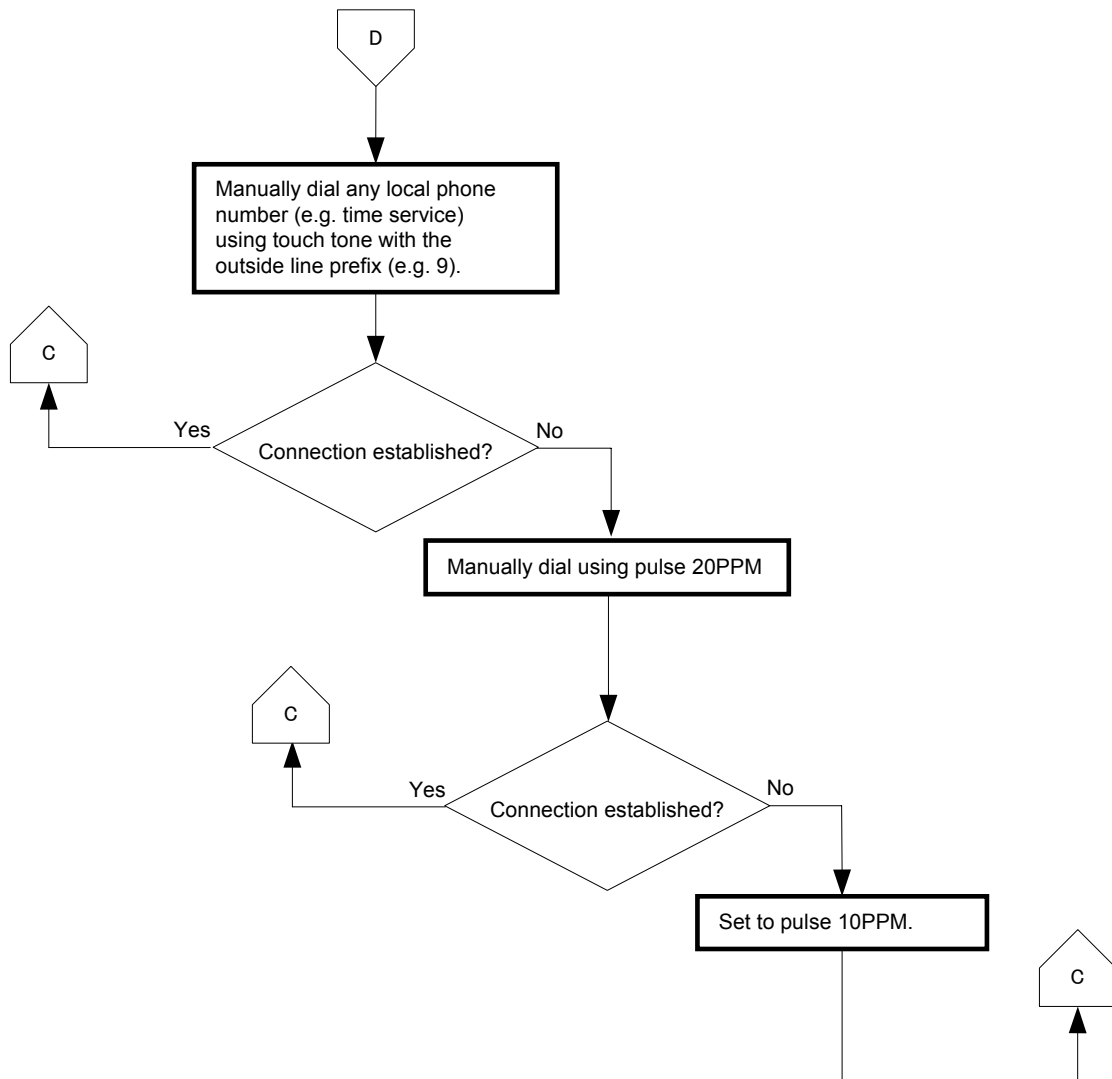 D
Manually dial any local phone
number (e.g. time service)
using touch tone with the
outside line prefix (e.g. 9).
C
Yes
No
Connection established?
Manually dial using pulse 20PPM
C
Yes
No
Connection established?
Set to pulse 10PPM.
C